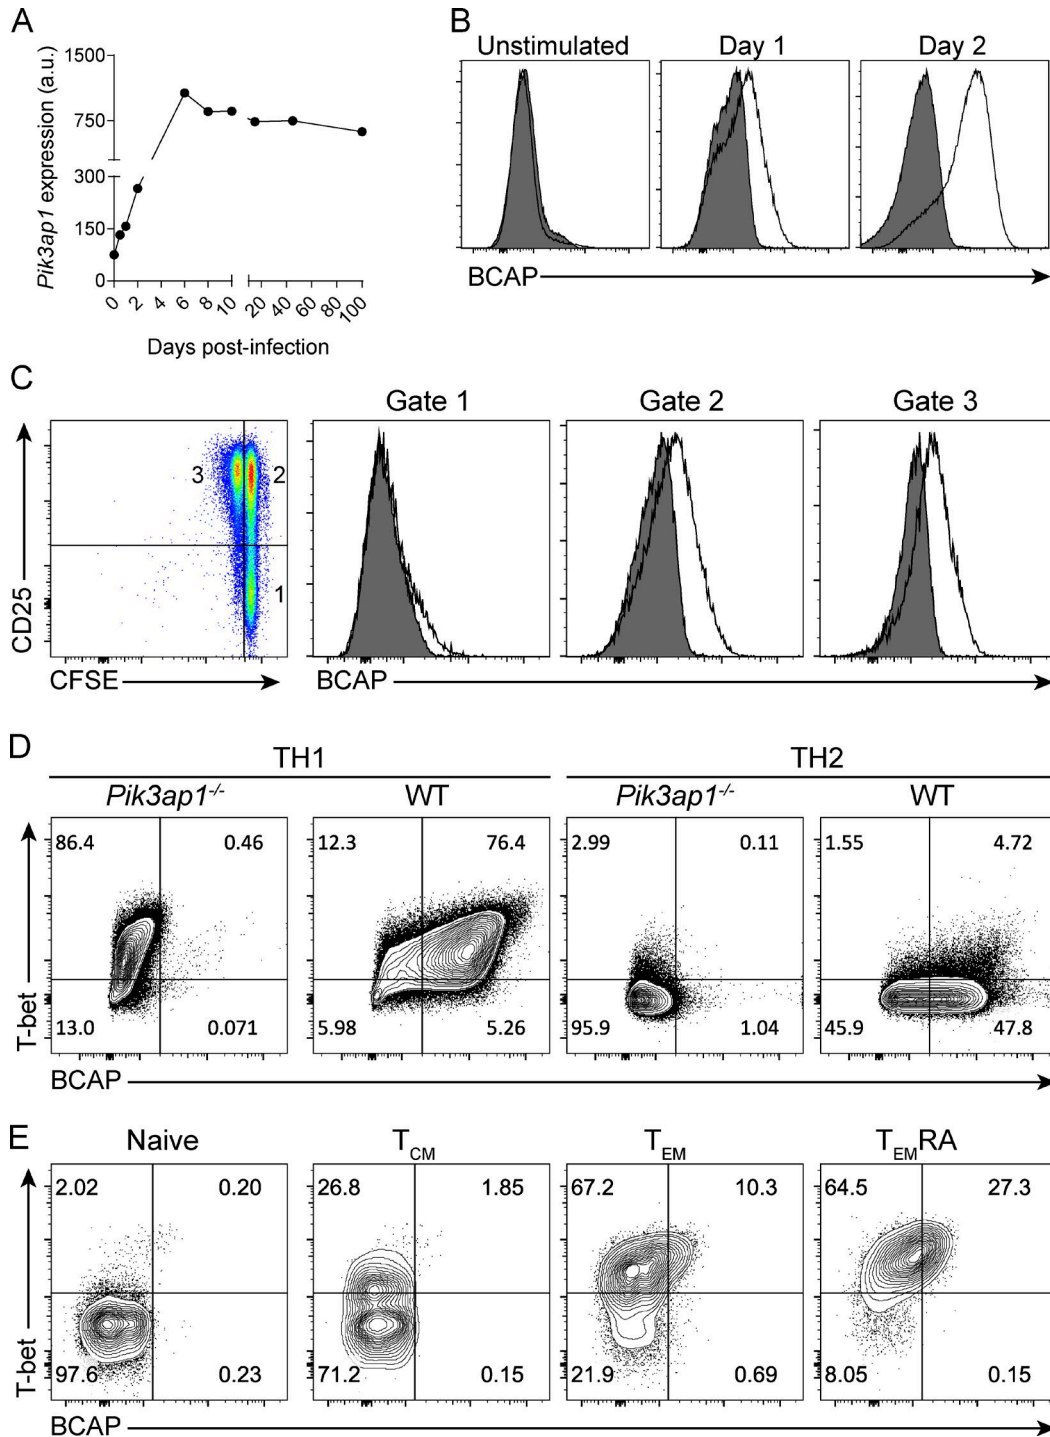 A
Pik3ap1 expression (a.u.)
1500
750
300
150
0
0 2 4 6 8 10 20 40 60 80 100
Days post-infection
B
Unstimulated Day 1 Day 2
BCAP
C
Gate 1 Gate 2 Gate 3
CD25
3 2
1
CFSE BCAP
D
TH1 TH2
Pik3ap1-/- WT Pik3ap1-/- WT
86.4 0.46 12.3 76.4 2.99 0.11 1.55 4.72
T-bet
13.0 0.071 5.98 5.26 95.9 1.04 45.9 47.8
BCAP
E
Naive TCM TEM TEMRA
2.02 0.20 26.8 1.85 67.2 10.3 64.5 27.3
T-bet
97.6 0.23 71.2 0.15 21.9 0.69 8.05 0.15
BCAP